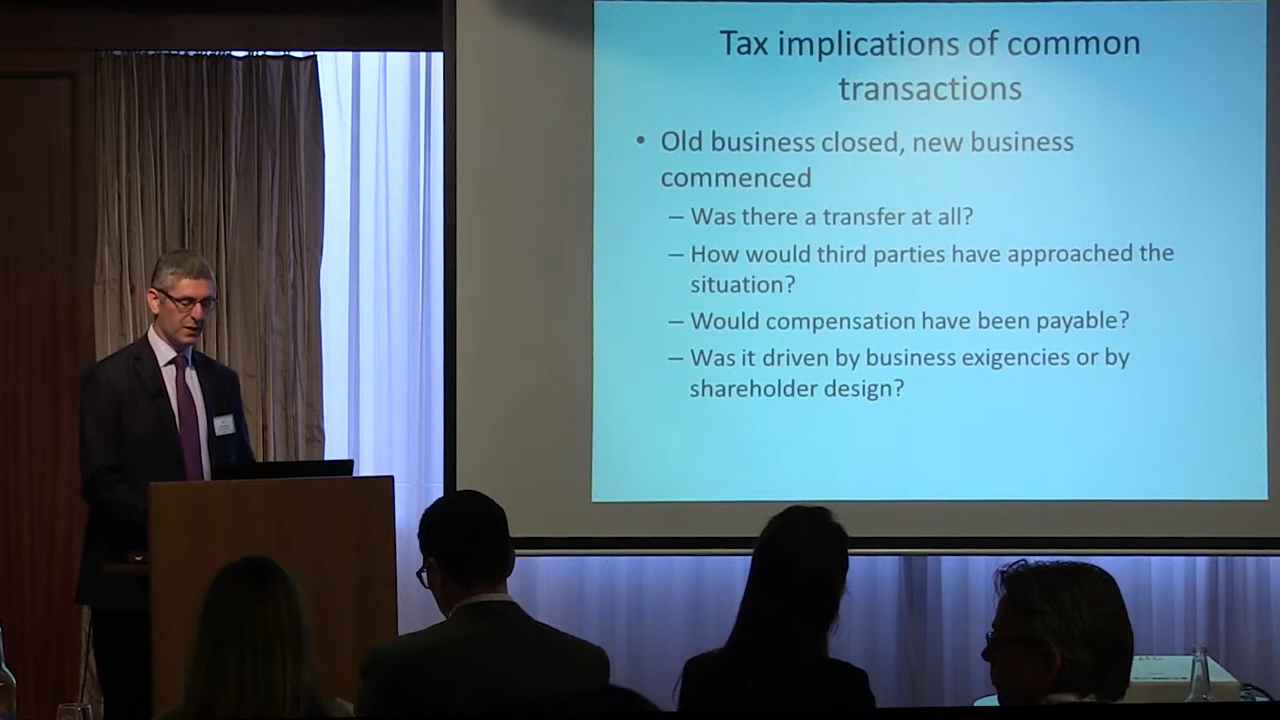 Tax implications of common
transactions
• Old business closed, new business
commenced
– Was there a transfer at all?
– How would third parties have approached the
situation?
– Would compensation have been payable?
– Was it driven by business exigencies or by
shareholder design?